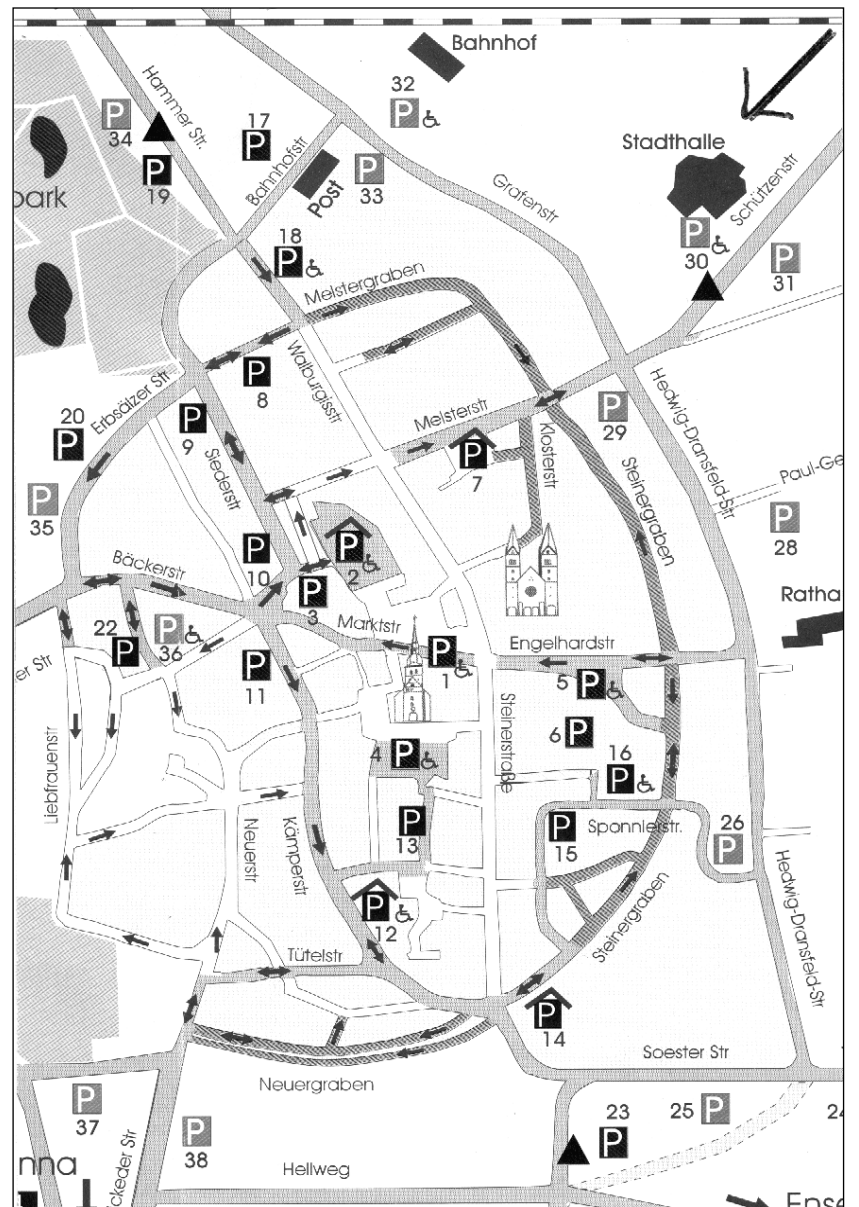 Bahnhof
32
P
Hammer Str.
P
34
17
P
Stadthalle
P
19
park
Bahnhofstr
Post
P
33
Grafenstr
Schützenstr
P
30
P
31
18
P
Meistergraben
P
8
Walburgisstr
Erbsälzer Str
20
P
P
9
Siederstr
Meisterstr
P
7
Klosterstr
P
29
Hedwig-Dransfeld-Str
Steinergraben
Paul-Ge
P
35
P
2
P
28
Bäckerstr
P
10
P
3
Marktstr
Ratha
22
P
P
36
P
11
P
1
Engelhardstr
5
P
er Str
Steinerstraße
6
P
16
P
4
P
Liebfrauenstr
Neuerstr
Kämperstr
P
13
P
15
Sponnierstr.
26
P
Hedwig-Dransfeld-Str
P
12
Steinergraben
Tütelstr
P
14
Soester Str
Neuergraben
P
37
P
38
23
P
25
P
24
nna
ckeder Str
Hellweg
Ense